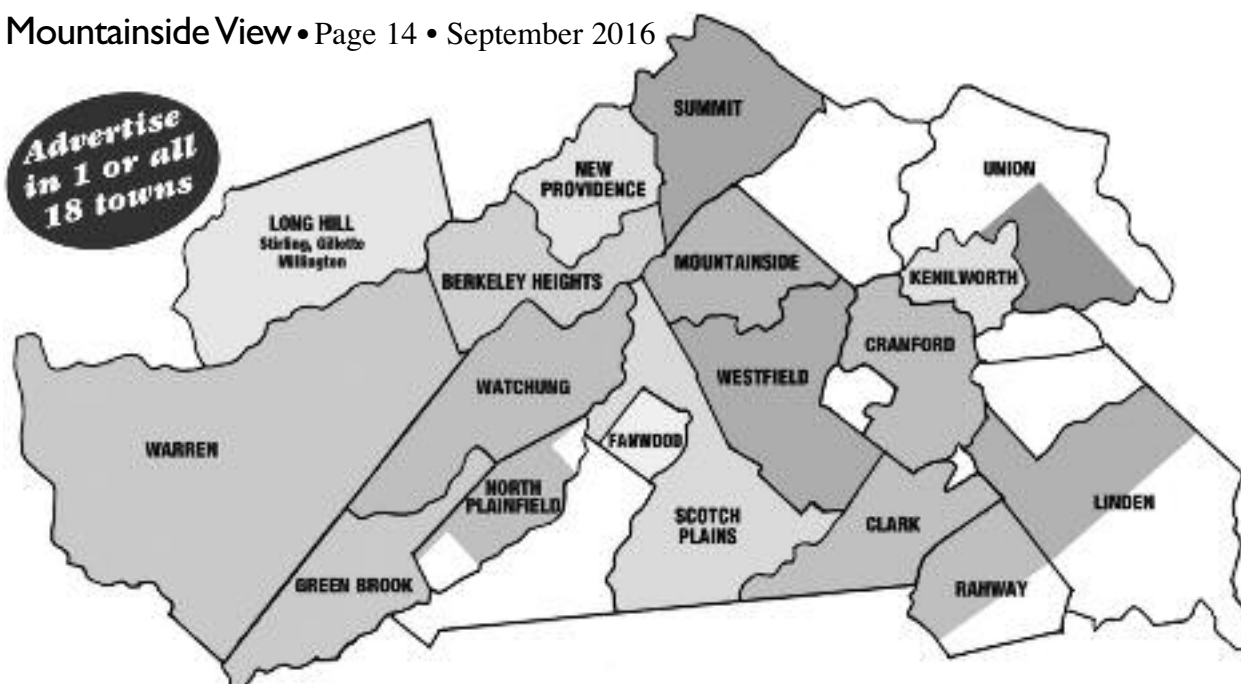 Mountainside View • Page 14 • September 2016
Advertise
in 1 or all
18 towns
SUMMIT
NEW
PROVIDENCE
UNION
LONG HILL
Stirling, Gillette
Millington
BERKELEY HEIGHTS
MOUNTAINSIDE
KENILWORTH
CRANFORD
WATCHUNG
WESTFIELD
WARREN
FANWOOD
NORTH
PLAINFIELD
SCOTCH
PLAINS
CLARK
LINDEN
GREEN BROOK
RAHWAY